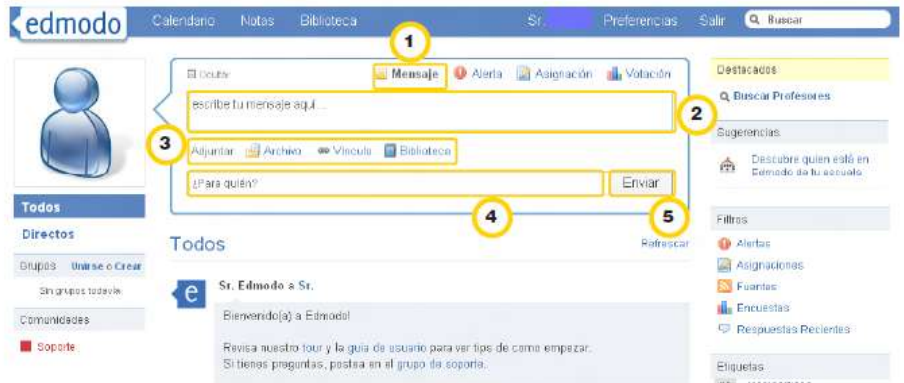 edmodo Calendario Notas Biblioteca Sr. Preferencias Salir Buscar
1
Ocultar Mensaje Alerta Asignación Votación
escribe tu mensaje aquí ...
2
3
Adjuntar Archivo Vínculo Biblioteca
¿Para quién? Enviar
4
5
Todos
Directos
Grupos Unirse o Crear
Sin grupos todavía
Comunidades
Soporte
Todos Refrescar
e
Sr. Edmodo a Sr.
Bienvenido(a) a Edmodo!
Revisa nuestro tour y la guia de usuario para ver tips de como empezar.
Si tienes preguntas, postea en el grupo de soporte.
Destacados
Buscar Profesores
Sugerencias
Descubre quien está en
Edmodo de tu escuela
Filtros
Alertas
Asignaciones
Fuentes
Encuestas
Respuestas Recientes
Etiquetas